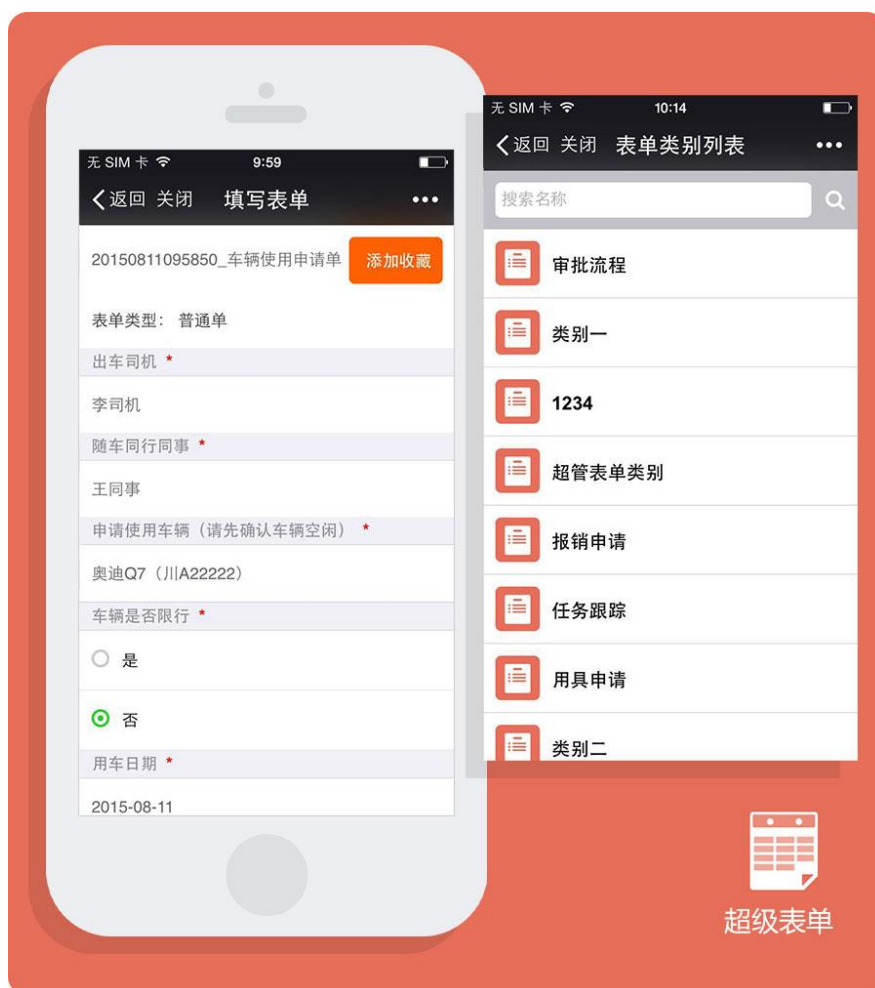 无 SIM 卡
9:59
返回 关闭 填写表单
20150811095850_车辆使用申请单 添加收藏
表单类型： 普通单
出车司机 *
李司机
随车同行同事 *
王同事
申请使用车辆（请先确认车辆空闲） *
奥迪Q7（川A22222）
车辆是否限行 *
是
否
用车日期 *
2015-08-11
无 SIM 卡
10:14
返回 关闭 表单类别列表
搜索名称
审批流程
类别一
1234
超管表单类别
报销申请
任务跟踪
用具申请
类别二
超级表单